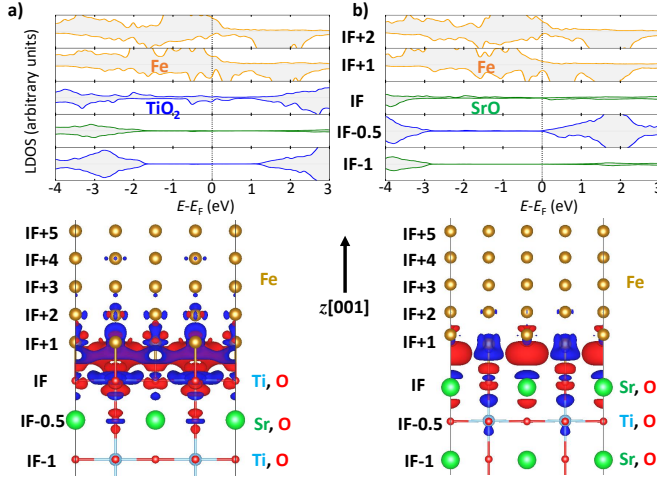 a)
b)
LDOS (arbitrary units)
Fe
TiO₂
IF+2
IF+1
IF
IF-0.5
IF-1
Fe
SrO
-4 -3 -2 -1 0 1 2 3
E-E_F (eV)
-4 -3 -2 -1 0 1 2 3
E-E_F (eV)
IF+5
IF+4
IF+3
IF+2
IF+1
IF
IF-0.5
IF-1
Fe
Ti, O
Sr, O
Ti, O
z[001]
IF+5
IF+4
IF+3
IF+2
IF+1
IF
IF-0.5
IF-1
Fe
Sr, O
Ti, O
Sr, O